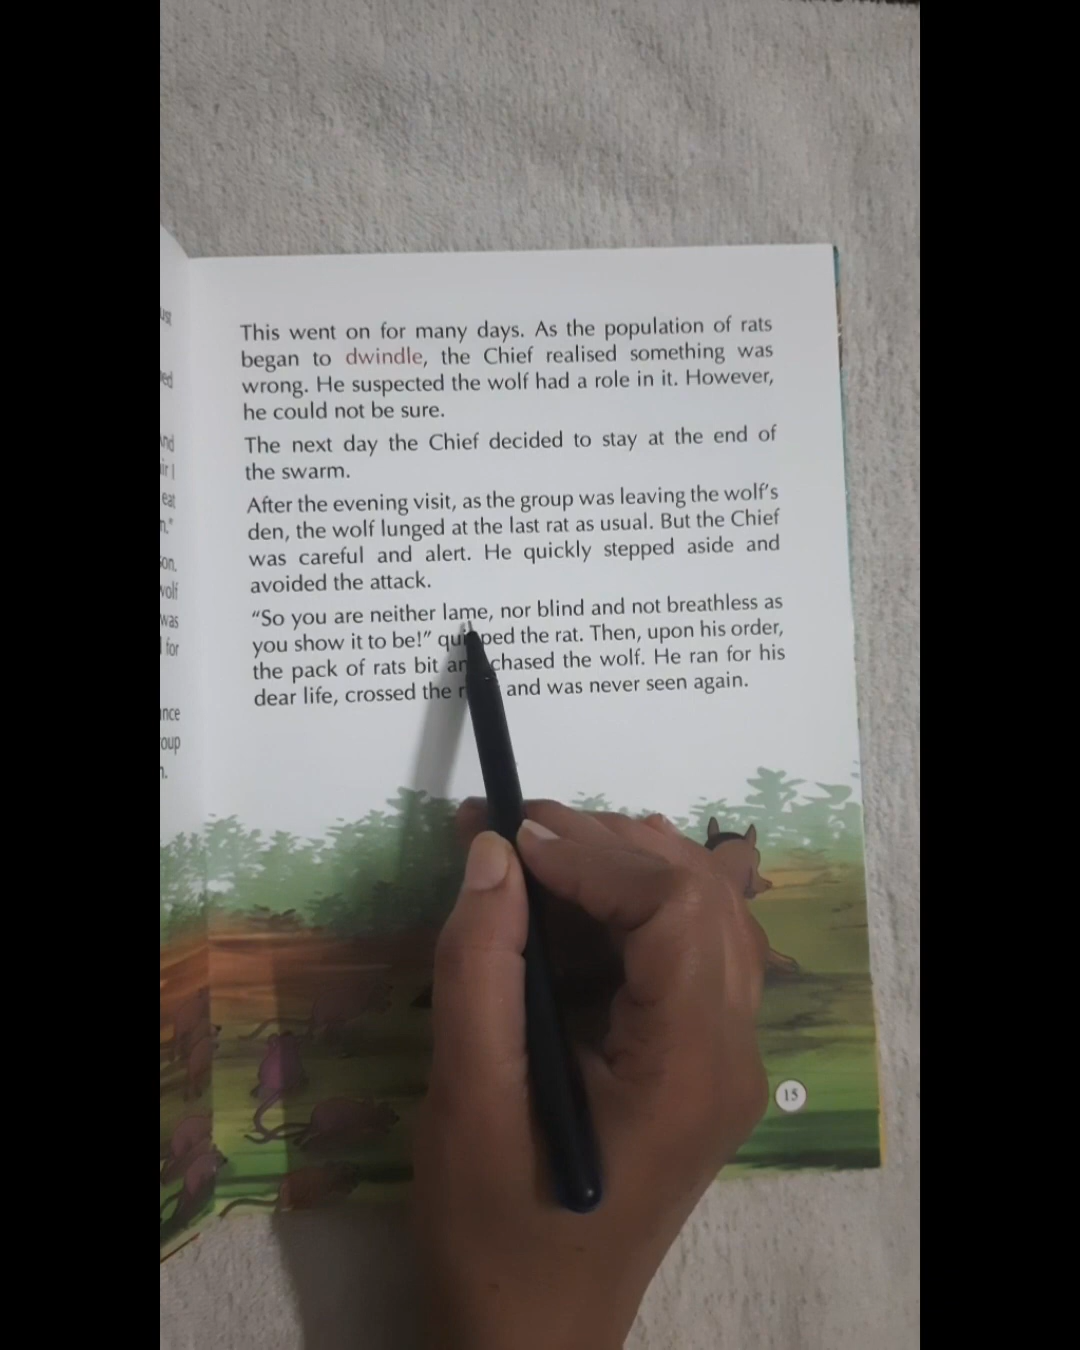 This went on for many days. As the population of rats
began to dwindle, the Chief realised something was
wrong. He suspected the wolf had a role in it. However,
he could not be sure.
The next day the Chief decided to stay at the end of
the swarm.
After the evening visit, as the group was leaving the wolf's
den, the wolf lunged at the last rat as usual. But the Chief
was careful and alert. He quickly stepped aside and
avoided the attack.
"So you are neither lame, nor blind and not breathless as
you show it to be!" the rat. Then, upon his order,
the pack of rats bit chased the wolf. He ran for his
dear life, crossed the and was never seen again.
15